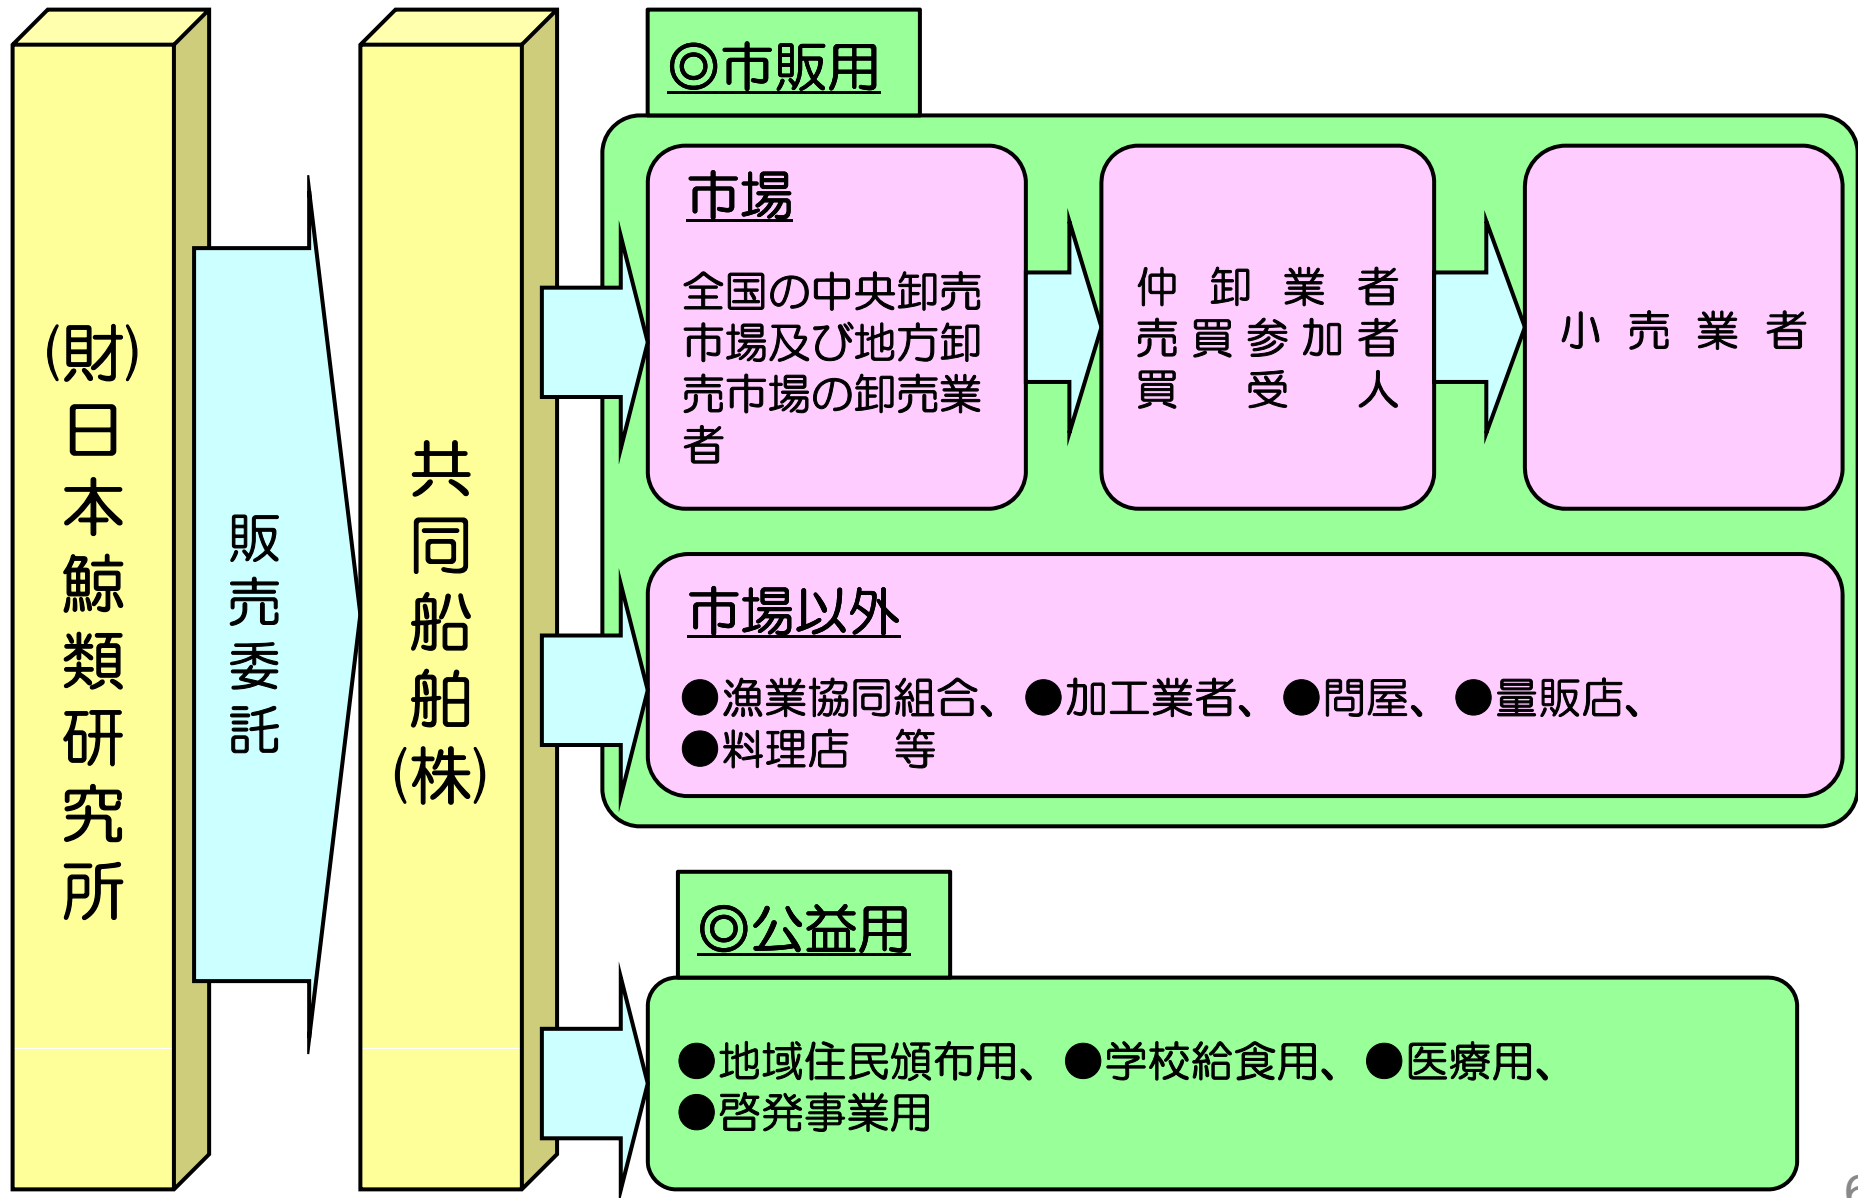 (財)日本鯨類研究所
販売委託
共同船舶(株)
◎市販用
市場
全国の中央卸売
市場及び地方卸
売市場の卸売業
者
仲卸業者
売買参加者
買受人
小売業者
市場以外
●漁業協同組合、●加工業者、●問屋、●量販店、
●料理店　等
◎公益用
●地域住民頒布用、●学校給食用、●医療用、
●啓発事業用
6